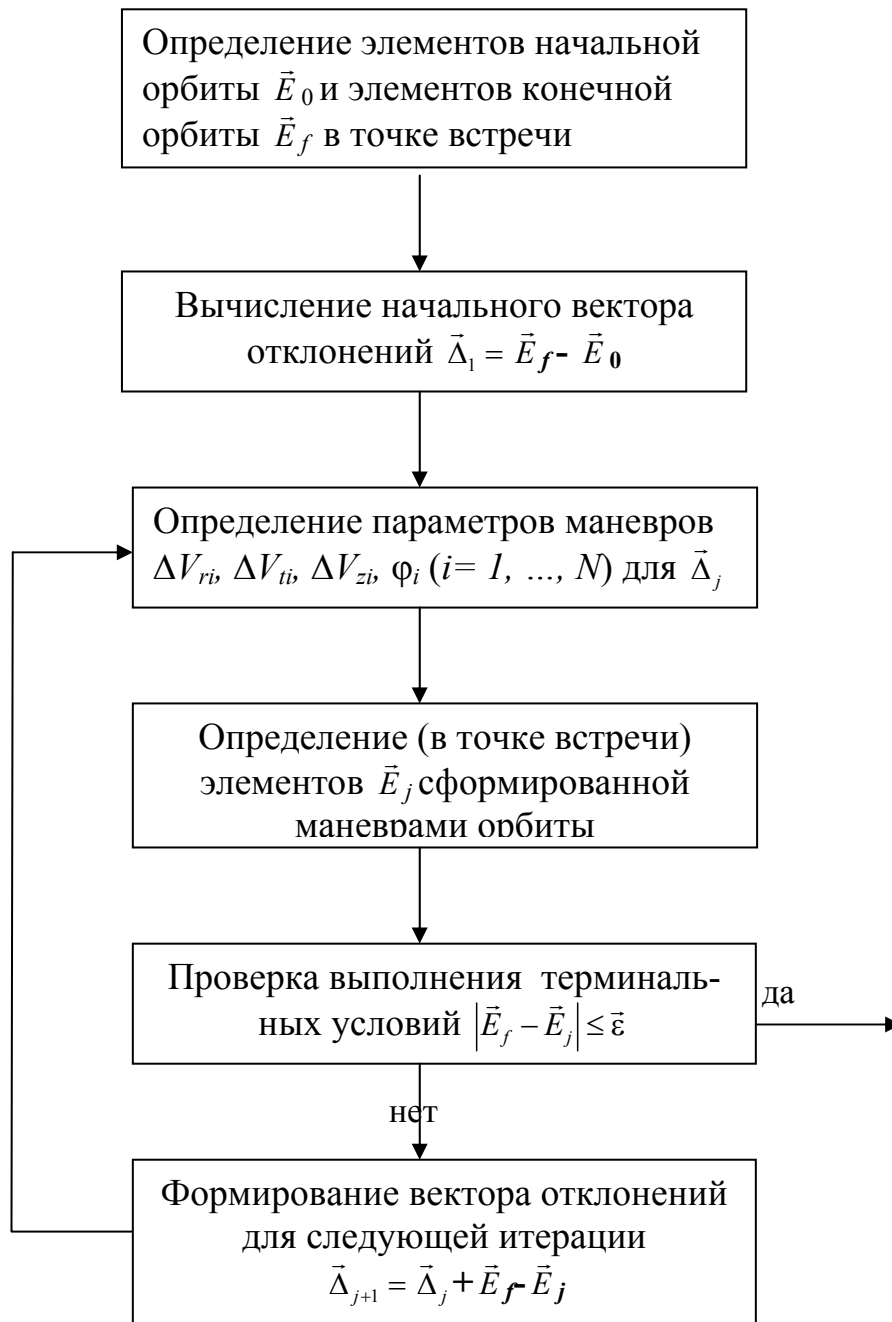 Определение элементов начальной
орбиты E⃗ 0 и элементов конечной
орбиты E⃗ f в точке встречи
Вычисление начального вектора
отклонений Δ⃗1 = E⃗ f - E⃗ 0
Определение параметров маневров
ΔVri, ΔVti, ΔVzi, φi (i= 1, ..., N) для Δ⃗j
Определение (в точке встречи)
элементов E⃗ j сформированной
маневрами орбиты
Проверка выполнения терминаль-
ных условий |E⃗f − E⃗j| ≤ ε⃗
да
нет
Формирование вектора отклонений
для следующей итерации
Δ⃗j+1 = Δ⃗j + E⃗f - E⃗j